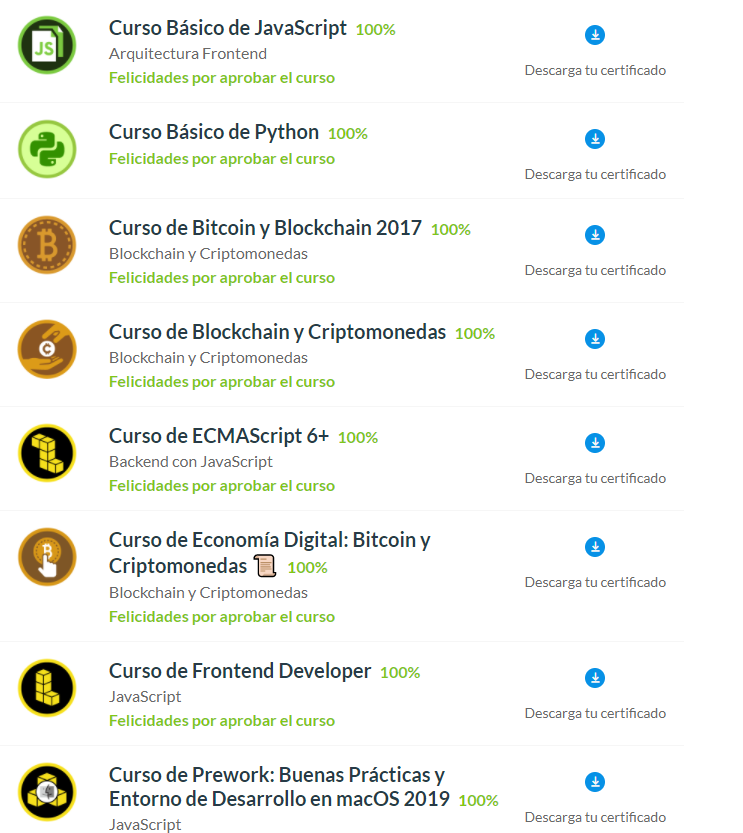 JS
Curso Básico de JavaScript 100%
Arquitectura Frontend
Felicidades por aprobar el curso
Descarga tu certificado
Curso Básico de Python 100%
Felicidades por aprobar el curso
Descarga tu certificado
Curso de Bitcoin y Blockchain 2017 100%
Blockchain y Criptomonedas
Felicidades por aprobar el curso
Descarga tu certificado
Curso de Blockchain y Criptomonedas 100%
Blockchain y Criptomonedas
Felicidades por aprobar el curso
Descarga tu certificado
Curso de ECMAScript 6+ 100%
Backend con JavaScript
Felicidades por aprobar el curso
Descarga tu certificado
Curso de Economía Digital: Bitcoin y
Criptomonedas 📜 100%
Blockchain y Criptomonedas
Felicidades por aprobar el curso
Descarga tu certificado
Curso de Frontend Developer 100%
JavaScript
Felicidades por aprobar el curso
Descarga tu certificado
Curso de Prework: Buenas Prácticas y
Entorno de Desarrollo en macOS 2019 100%
JavaScript
Descarga tu certificado